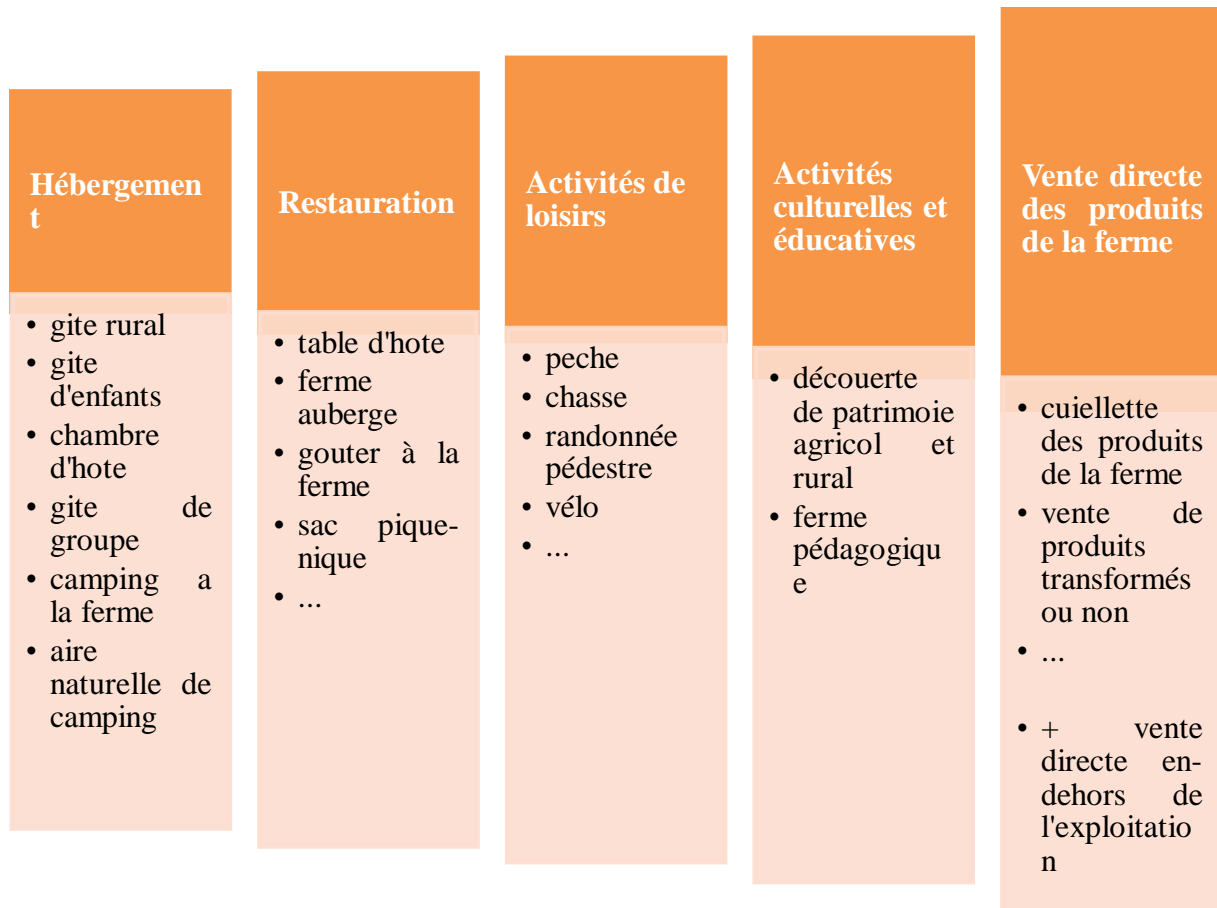 Hébergemen
t
• gite rural
• gite
d'enfants
• chambre
d'hote
• gite de
groupe
• camping a
la ferme
• aire
naturelle de
camping
Restauration
• table d'hote
• ferme
auberge
• gouter à la
ferme
• sac pique-
nique
• ...
Activités de
loisirs
• peche
• chasse
• randonnée
pédestre
• vélo
• ...
Activités
culturelles et
éducatives
• découerte
de patrimoie
agricol et
rural
• ferme
pédagogiqu
e
Vente directe
des produits
de la ferme
• cuiellette
des produits
de la ferme
• vente de
produits
transformés
ou non
• ...
• + vente
directe en-
dehors de
l'exploitatio
n